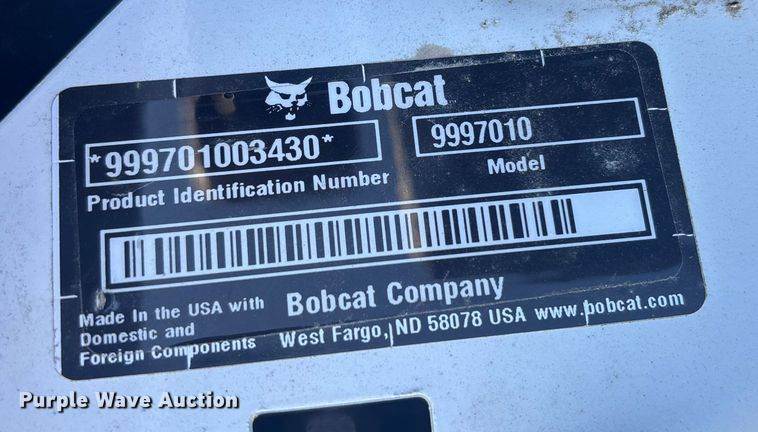 Bobcat
*999701003430*
9997010
Product Identification Number
Model
Made In the USA with
Domestic and
Foreign Components
Bobcat Company
West Fargo, ND 58078 USA www.bobcat.com
Purple Wave Auction